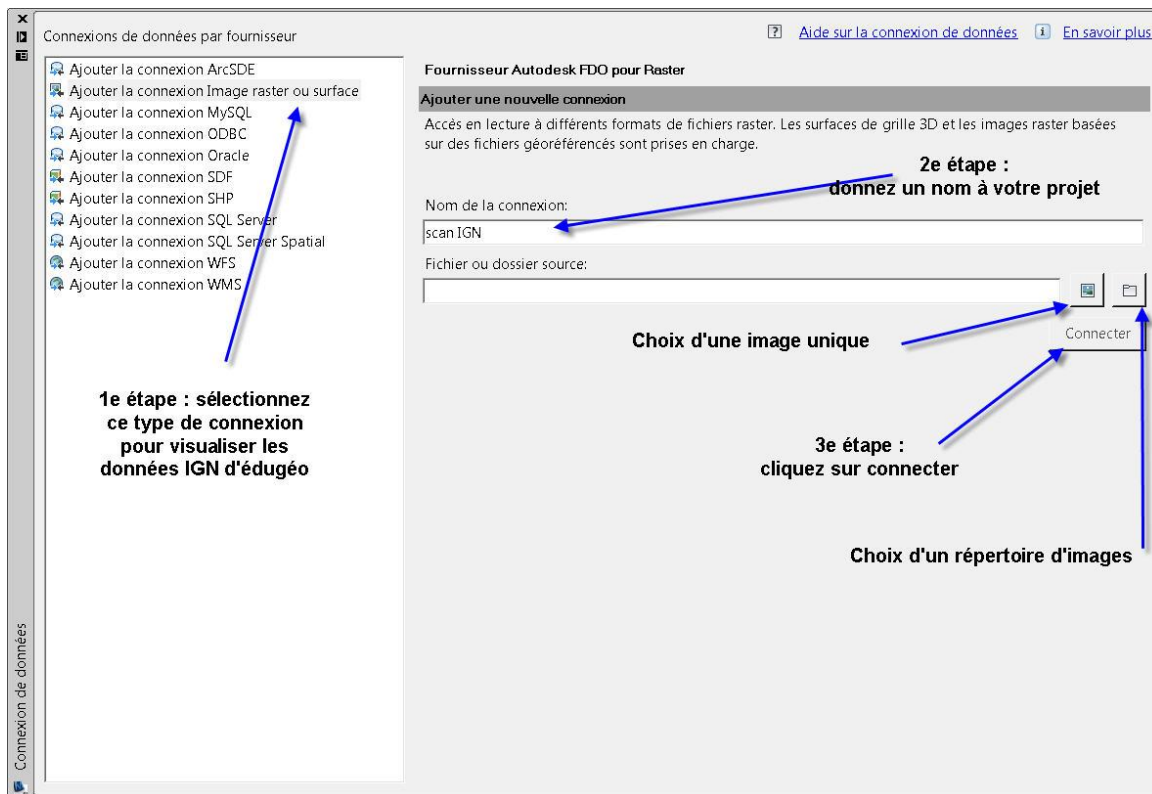 Connexions de données par fournisseur
Aide sur la connexion de données
En savoir plus
Ajouter la connexion ArcSDE
Ajouter la connexion Image raster ou surface
Ajouter la connexion MySQL
Ajouter la connexion ODBC
Ajouter la connexion Oracle
Ajouter la connexion SDF
Ajouter la connexion SHP
Ajouter la connexion SQL Server
Ajouter la connexion SQL Server Spatial
Ajouter la connexion WFS
Ajouter la connexion WMS
1e étape : sélectionnez
ce type de connexion
pour visualiser les
données IGN d'édugéo
Fournisseur Autodesk FDO pour Raster
Ajouter une nouvelle connexion
Accès en lecture à différents formats de fichiers raster. Les surfaces de grille 3D et les images raster basées
sur des fichiers géoréférencés sont prises en charge.
2e étape :
donnez un nom à votre projet
Nom de la connexion:
scan IGN
Fichier ou dossier source:
Choix d'une image unique
Connecter
3e étape :
cliquez sur connecter
Choix d'un répertoire d'images
Connexion de données